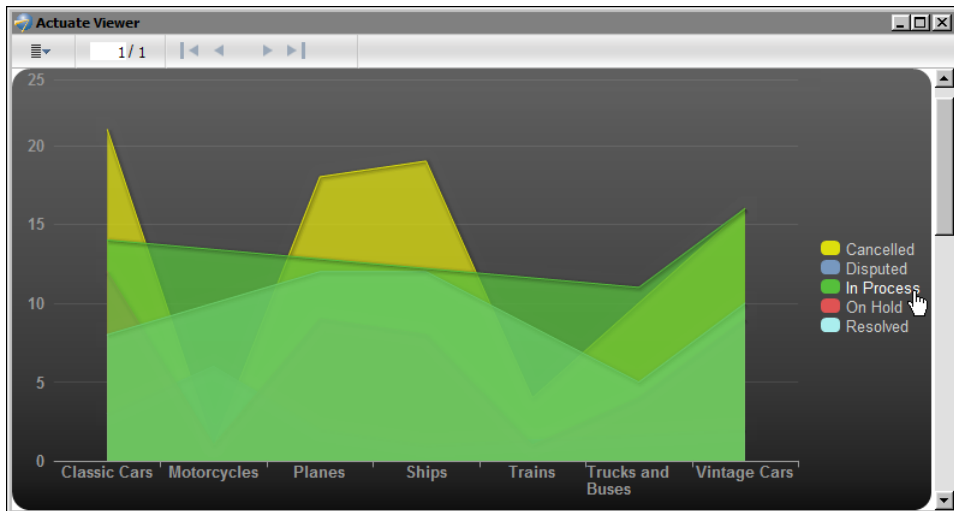 Actuate Viewer
1/ 1
25
20
15
10
5
0
Classic Cars Motorcycles Planes Ships Trains Trucks and Buses Vintage Cars
Cancelled
Disputed
In Process
On Hold
Resolved